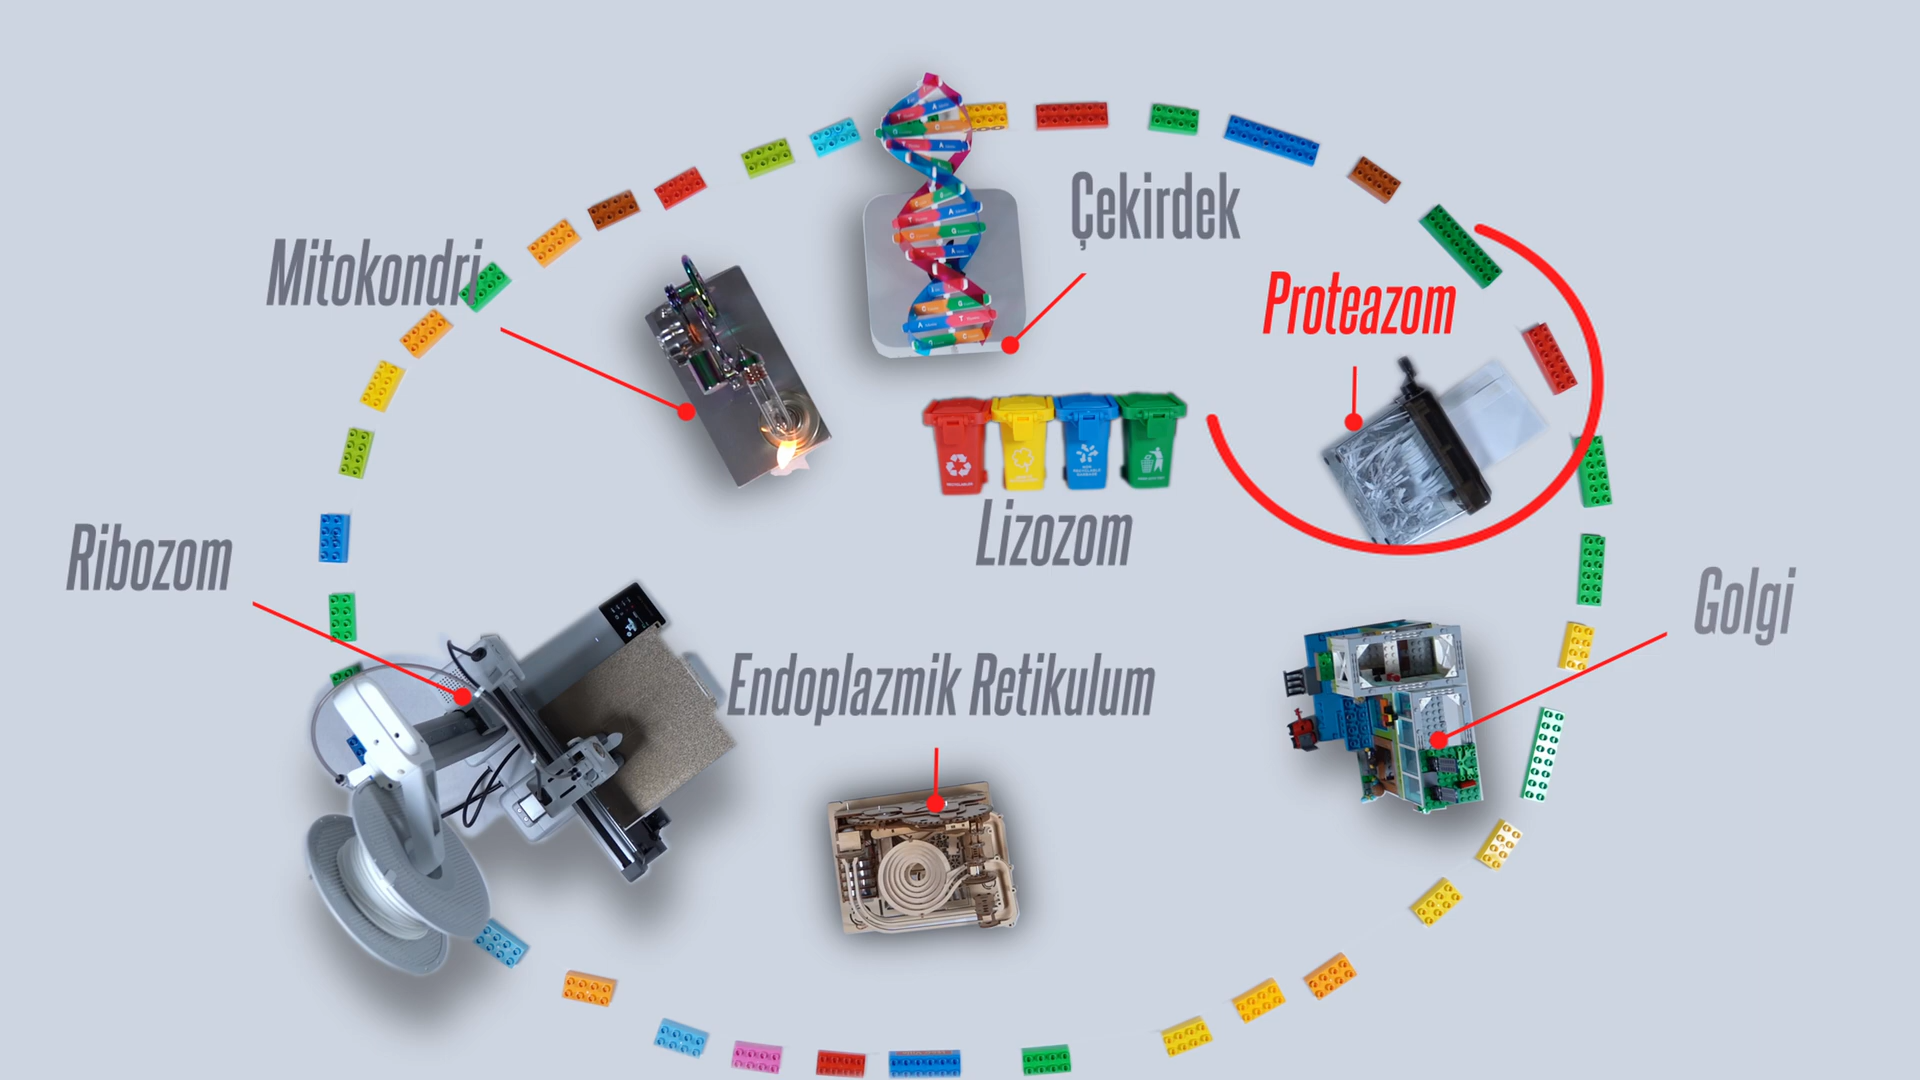 Çekirdek
Mitokondri
Proteazom
Lizozom
Ribozom
Golgi
Endoplazmik Retikulum